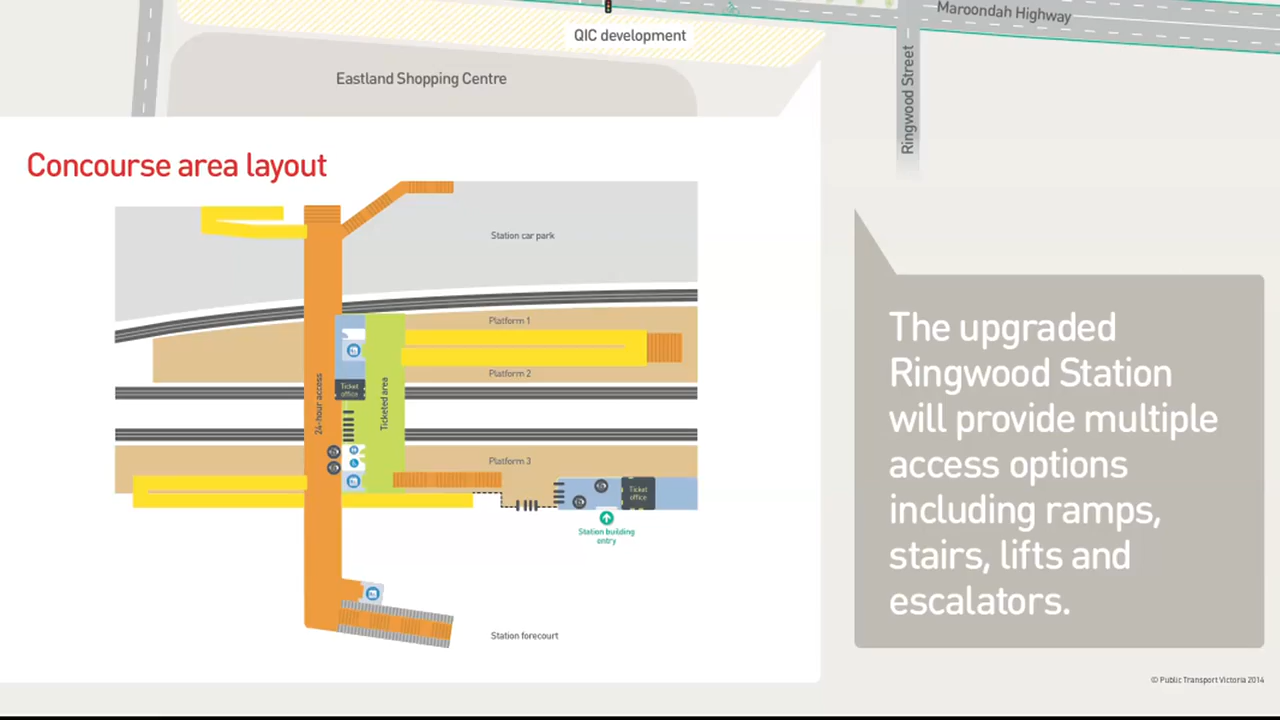 Maroondah Highway
QIC development
Ringwood Street
Eastland Shopping Centre
Concourse area layout
Station car park
Platform 1
Platform 2
Ticket
office
24-hour access
Ticketed area
Platform 3
Ticket
office
Station building
entry
Station forecourt
The upgraded
Ringwood Station
will provide multiple
access options
including ramps,
stairs, lifts and
escalators.
© Public Transport Victoria 2014